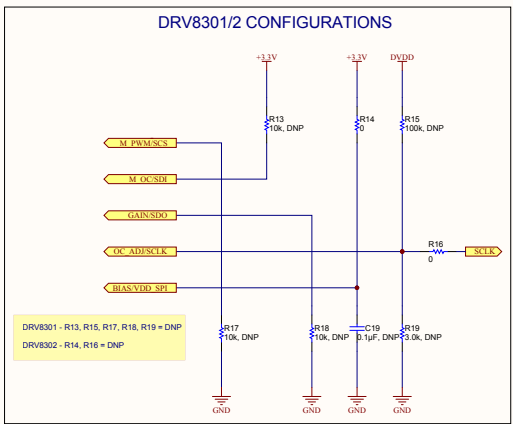 DRV8301/2 CONFIGURATIONS
+3.3V
+3.3V
DVDD
R13
10k, DNP
R14
0
R15
100k, DNP
M_PWM/SCS
M_OC/SDI
GAIN/SDO
OC_ADJ/SCLK
R16
0
SCLK
BIAS/VDD_SPI
DRV8301 - R13, R15, R17, R18, R19 = DNP
DRV8302 - R14, R16 = DNP
R17
10k, DNP
R18
10k, DNP
C19
0.1µF, DNP
R19
3.0k, DNP
GND
GND
GND
GND